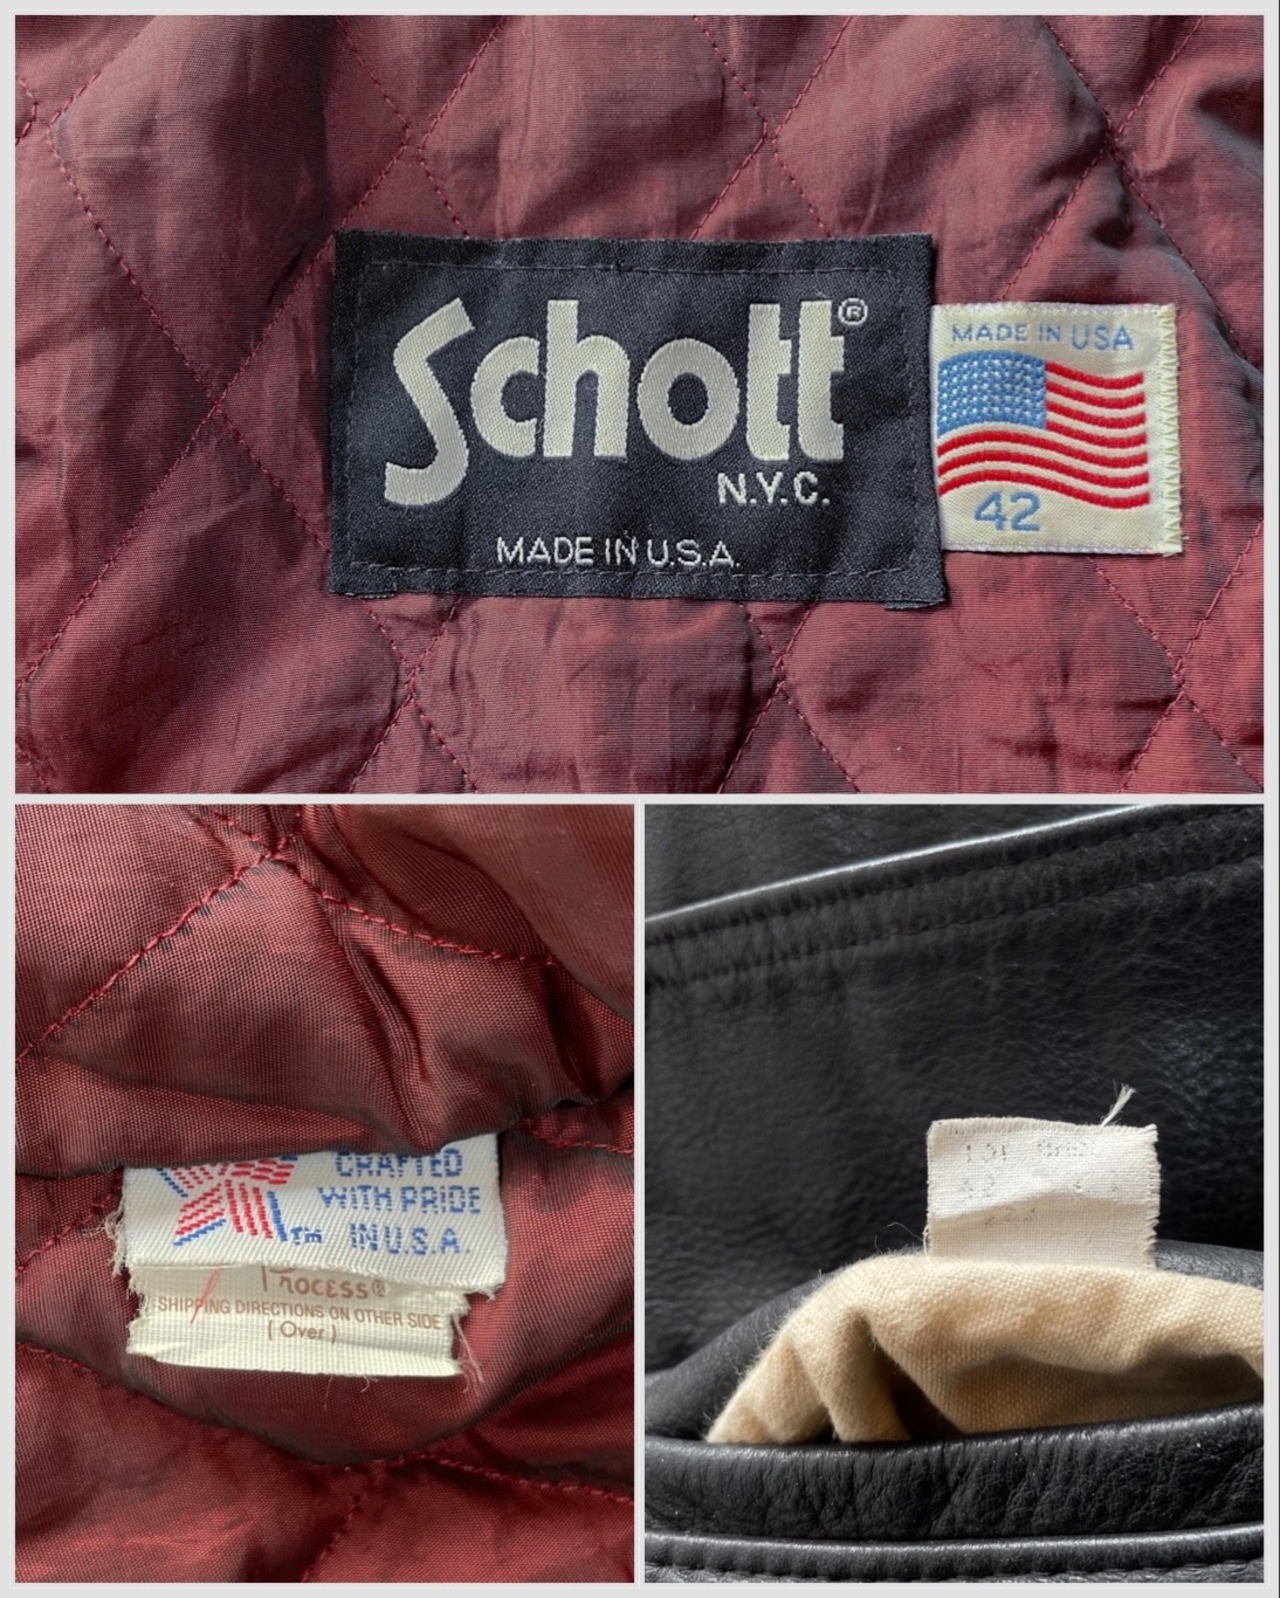 Schott®
N.Y.C.
MADE IN U.S.A.
MADE IN USA
42
CRAFTED
WITH PRIDE
IN U.S.A.
TM
Process®
SHIPPING DIRECTIONS ON OTHER SIDE
( Over )